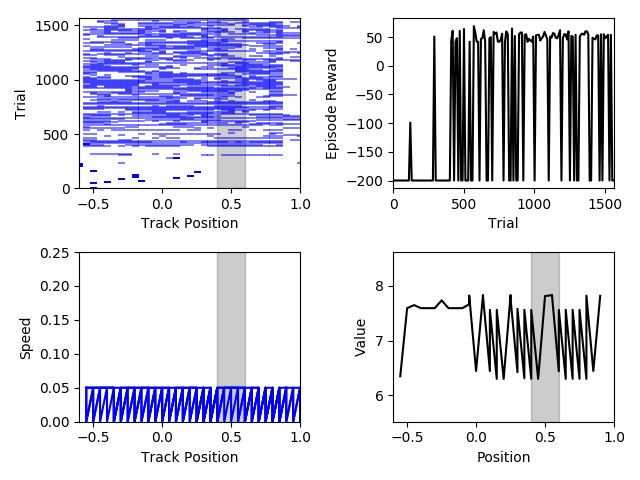 1500
1000
500
0
Trial
−0.5 0.0 0.5 1.0
Track Position
50
0
−50
−100
−150
−200
Episode Reward
0 500 1000 1500
Trial
0.25
0.20
0.15
0.10
0.05
0.00
Speed
−0.5 0.0 0.5 1.0
Track Position
8
7
6
Value
−0.5 0.0 0.5 1.0
Position